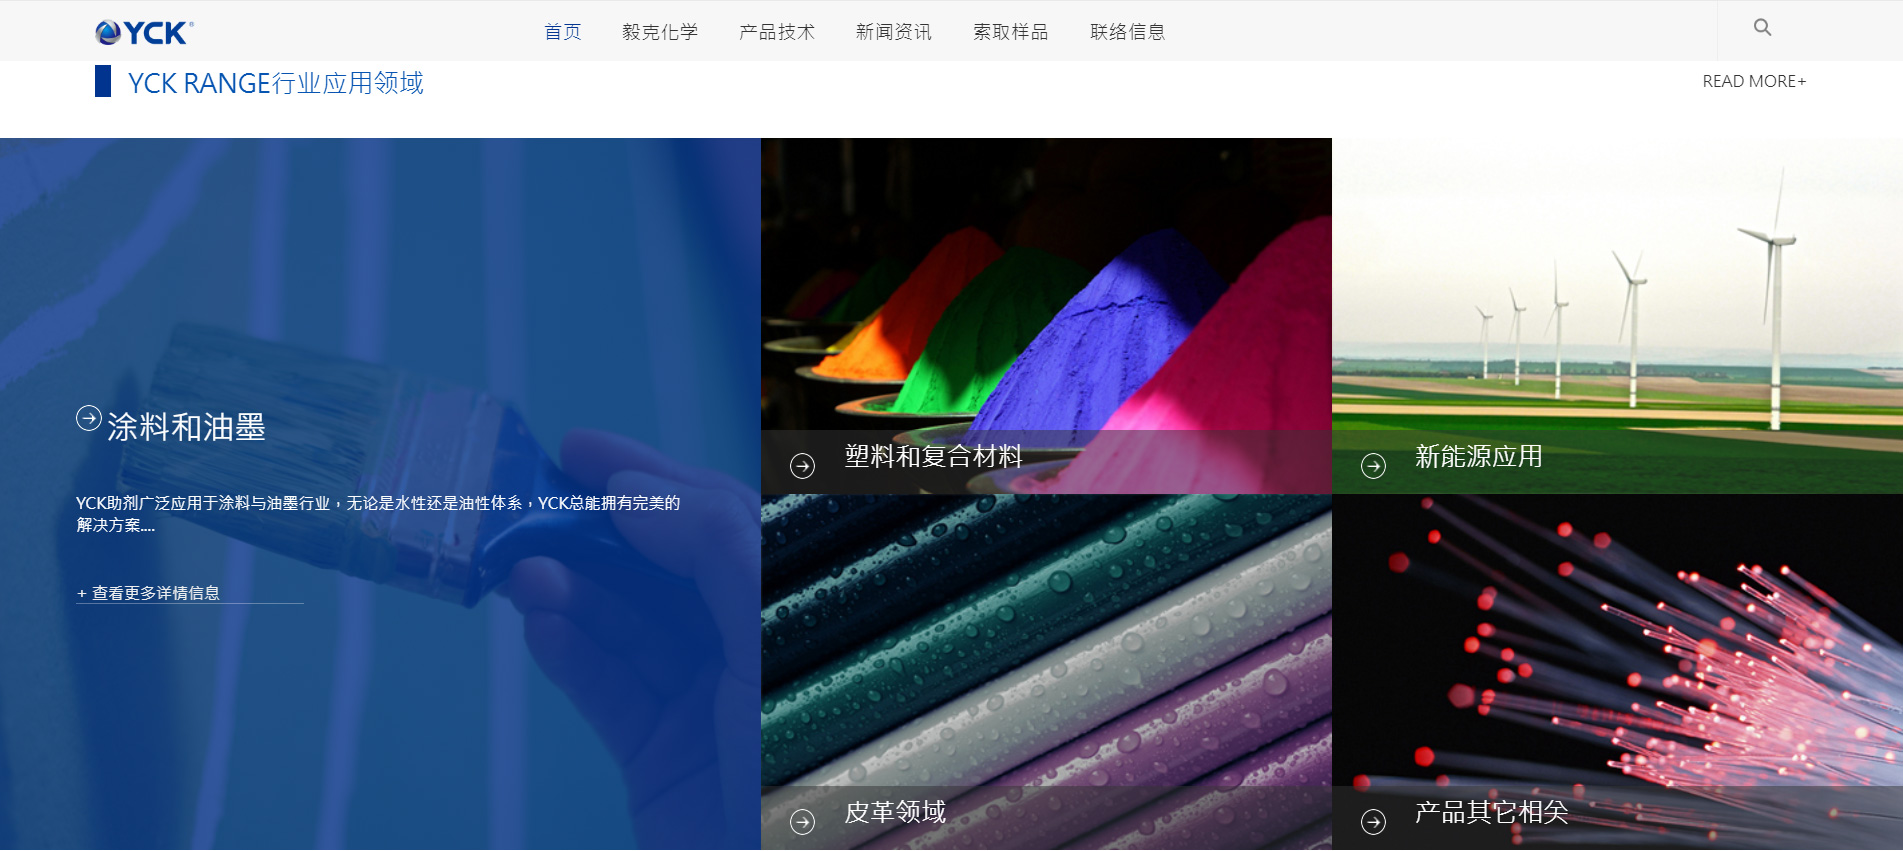 YCK®
首页 毅克化学 产品技术 新闻资讯 索取样品 联络信息
YCK RANGE行业应用领域
READ MORE+
涂料和油墨
YCK助剂广泛应用于涂料与油墨行业，无论是水性还是油性体系，YCK总能拥有完美的
解决方案....
+ 查看更多详情信息
塑料和复合材料
新能源应用
皮革领域
产品其它相关